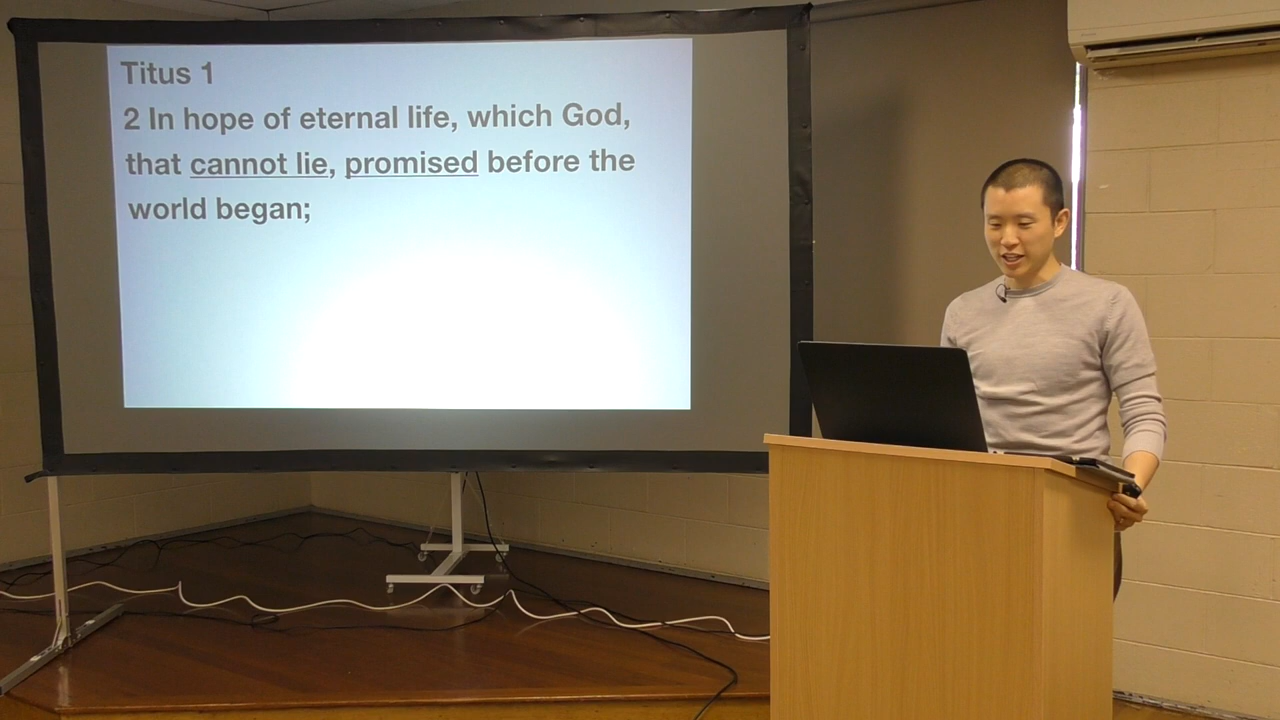 Titus 1
2 In hope of eternal life, which God,
that cannot lie, promised before the
world began;